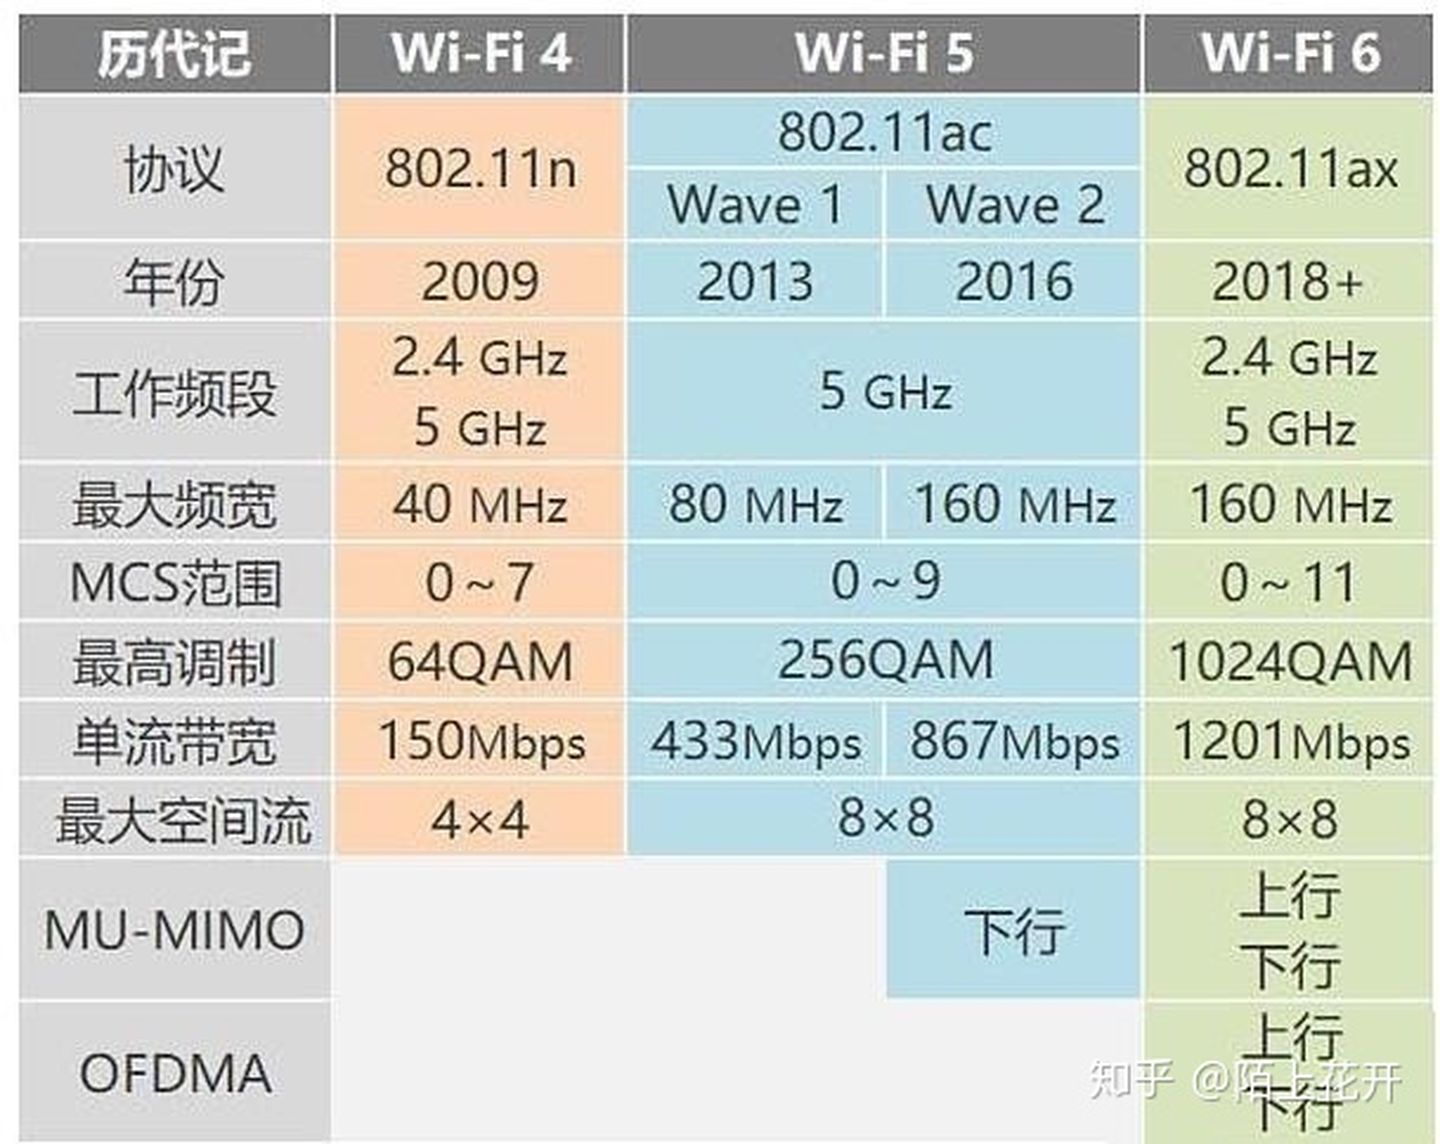 历代记 Wi-Fi 4 Wi-Fi 5 Wi-Fi 6
协议 802.11n 802.11ac 802.11ax
Wave 1 Wave 2
年份 2009 2013 2016 2018+
工作频段 2.4 GHz 5 GHz 5 GHz 2.4 GHz 5 GHz
最大频宽 40 MHz 80 MHz 160 MHz 160 MHz
MCS范围 0~7 0~9 0~11
最高调制 64QAM 256QAM 1024QAM
单流带宽 150Mbps 433Mbps 867Mbps 1201Mbps
最大空间流 4×4 8×8 8×8
MU-MIMO 下行 上行 下行
OFDMA 上行 下行
知乎 @陌上花开